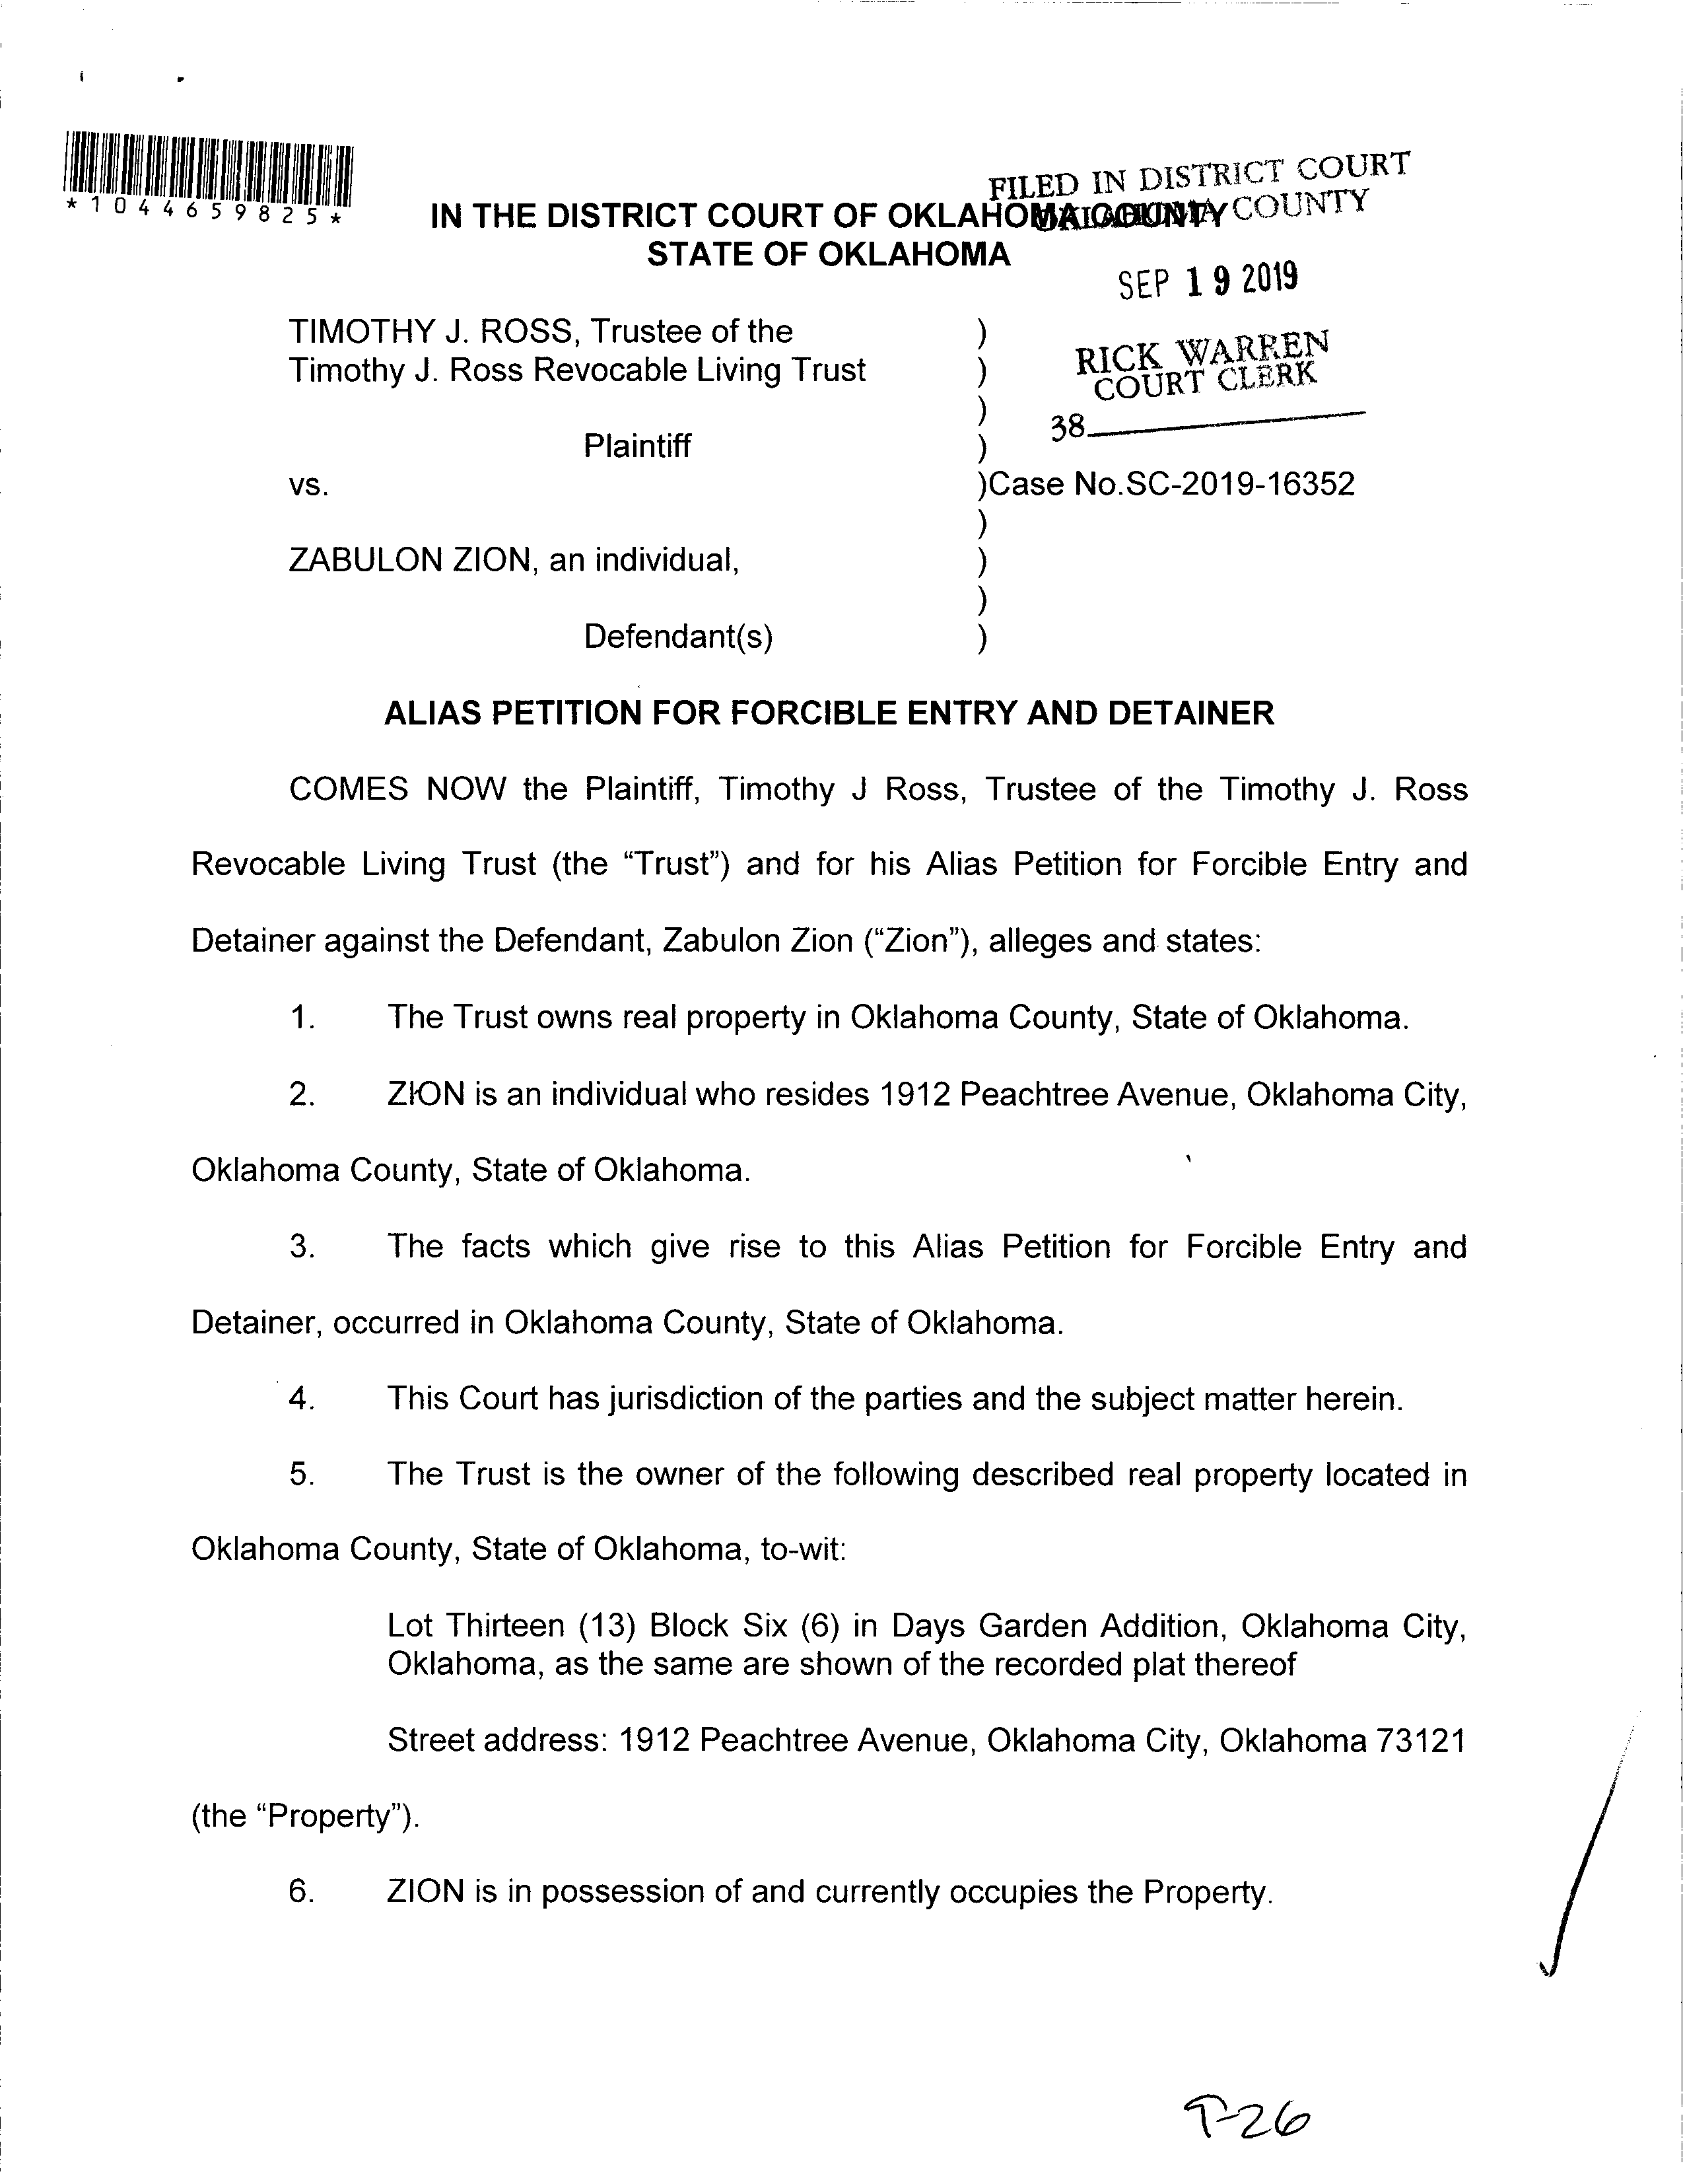 *1044659825*
FILED IN DISTRICT COURT
OKLAHOMA COUNTY
IN THE DISTRICT COURT OF OKLAHOMA COUNTY
STATE OF OKLAHOMA
SEP 19 2019
TIMOTHY J. ROSS, Trustee of the )
Timothy J. Ross Revocable Living Trust )
RICK WARREN
COURT CLERK
)
38
Plaintiff )
vs. )Case No.SC-2019-16352
)
ZABULON ZION, an individual, )
)
Defendant(s) )
ALIAS PETITION FOR FORCIBLE ENTRY AND DETAINER
COMES NOW the Plaintiff, Timothy J Ross, Trustee of the Timothy J. Ross
Revocable Living Trust (the “Trust”) and for his Alias Petition for Forcible Entry and
Detainer against the Defendant, Zabulon Zion (“Zion”), alleges and states:
1. The Trust owns real property in Oklahoma County, State of Oklahoma.
2. ZION is an individual who resides 1912 Peachtree Avenue, Oklahoma City,
Oklahoma County, State of Oklahoma.
3. The facts which give rise to this Alias Petition for Forcible Entry and
Detainer, occurred in Oklahoma County, State of Oklahoma.
4. This Court has jurisdiction of the parties and the subject matter herein.
5. The Trust is the owner of the following described real property located in
Oklahoma County, State of Oklahoma, to-wit:
Lot Thirteen (13) Block Six (6) in Days Garden Addition, Oklahoma City,
Oklahoma, as the same are shown of the recorded plat thereof
Street address: 1912 Peachtree Avenue, Oklahoma City, Oklahoma 73121
(the “Property”).
6. ZION is in possession of and currently occupies the Property.
T-26